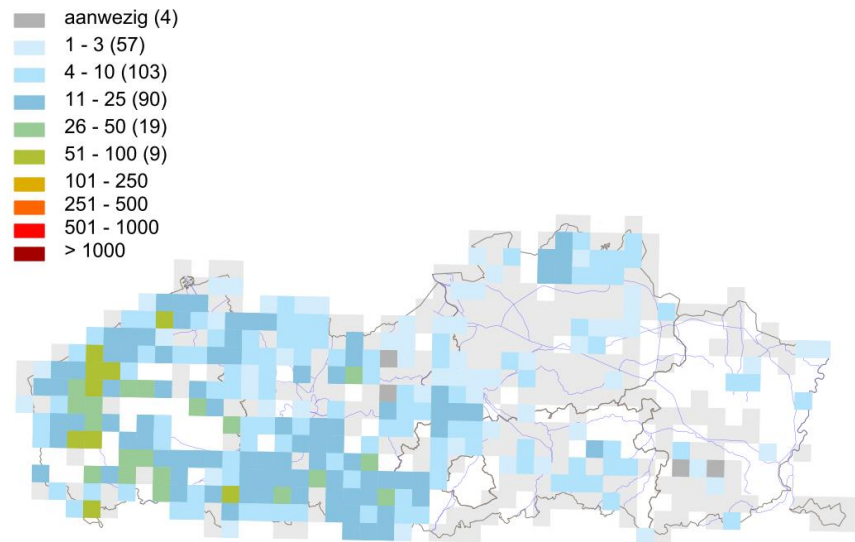 aanwezig (4)
1 - 3 (57)
4 - 10 (103)
11 - 25 (90)
26 - 50 (19)
51 - 100 (9)
101 - 250
251 - 500
501 - 1000
> 1000